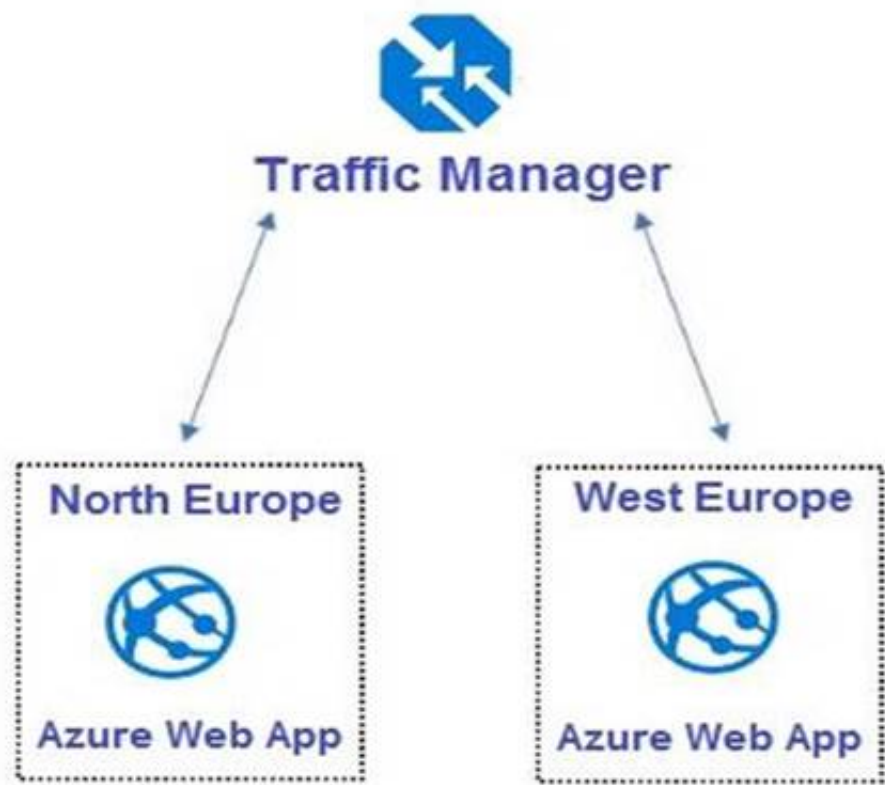 Traffic Manager
North Europe
Azure Web App
West Europe
Azure Web App